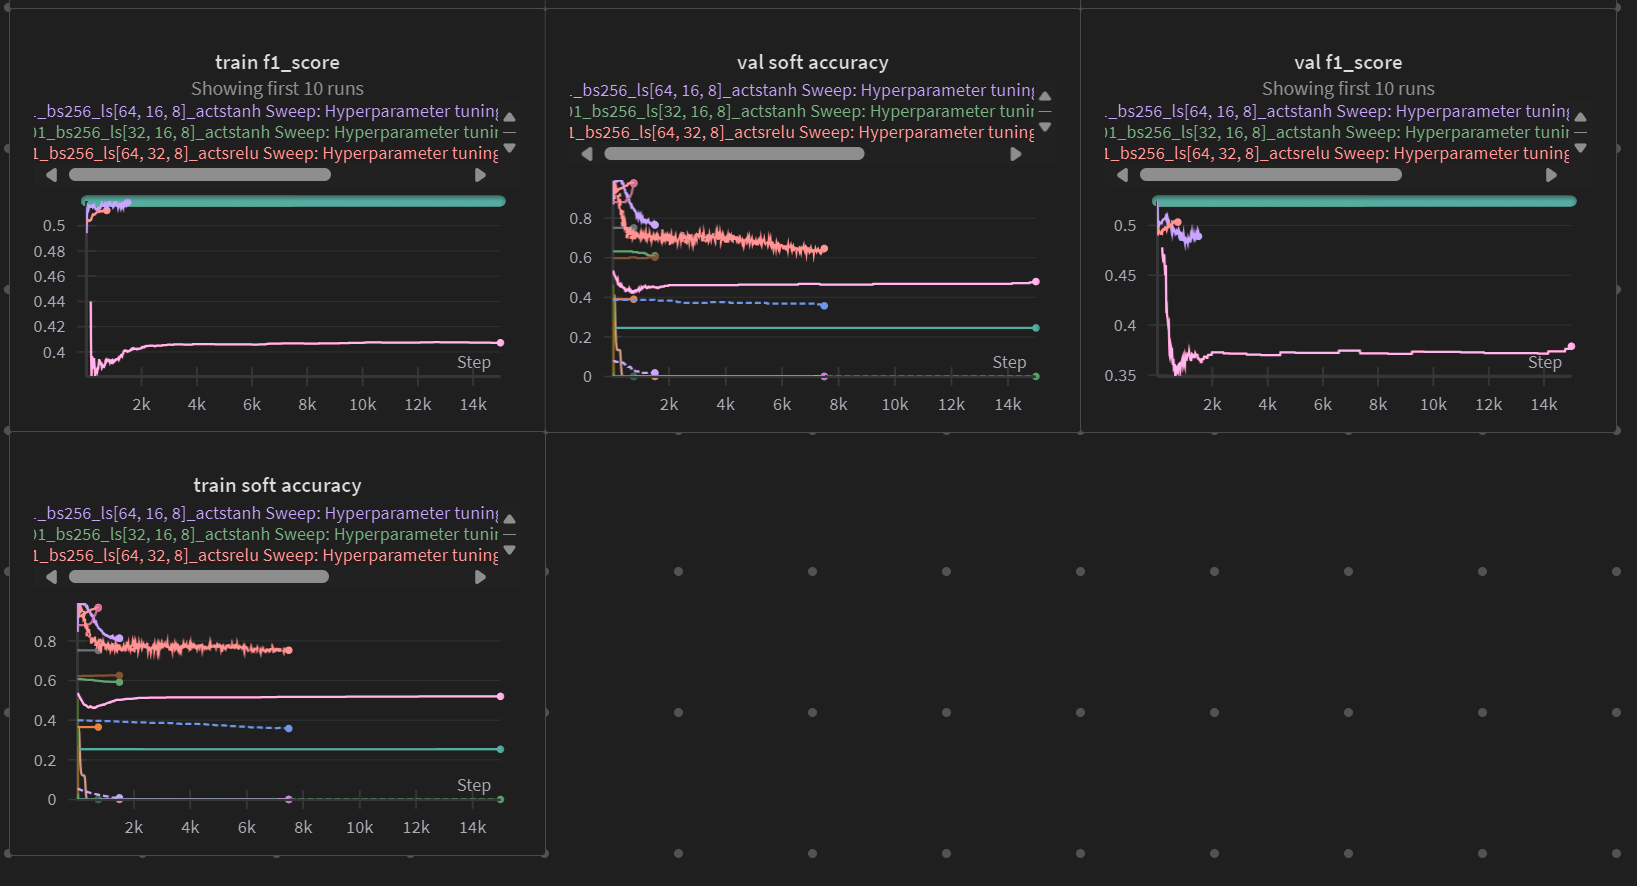 train f1_score
Showing first 10 runs
._bs256_ls[64, 16, 8]_actstanh Sweep: Hyperparameter tuning
)1_bs256_ls[32, 16, 8]_actstanh Sweep: Hyperparameter tunin
1_bs256_ls[64, 32, 8]_actsrelu Sweep: Hyperparameter tuning
0.5
0.48
0.46
0.44
0.42
0.4
Step
2k 4k 6k 8k 10k 12k 14k
val soft accuracy
._bs256_ls[64, 16, 8]_actstanh Sweep: Hyperparameter tuning
)1_bs256_ls[32, 16, 8]_actstanh Sweep: Hyperparameter tunin
1_bs256_ls[64, 32, 8]_actsrelu Sweep: Hyperparameter tuning
0.8
0.6
0.4
0.2
0
Step
2k 4k 6k 8k 10k 12k 14k
val f1_score
Showing first 10 runs
._bs256_ls[64, 16, 8]_actstanh Sweep: Hyperparameter tuning
)1_bs256_ls[32, 16, 8]_actstanh Sweep: Hyperparameter tunin
1_bs256_ls[64, 32, 8]_actsrelu Sweep: Hyperparameter tuning
0.5
0.45
0.4
0.35
Step
2k 4k 6k 8k 10k 12k 14k
train soft accuracy
._bs256_ls[64, 16, 8]_actstanh Sweep: Hyperparameter tuning
)1_bs256_ls[32, 16, 8]_actstanh Sweep: Hyperparameter tunin
1_bs256_ls[64, 32, 8]_actsrelu Sweep: Hyperparameter tuning
0.8
0.6
0.4
0.2
0
Step
2k 4k 6k 8k 10k 12k 14k